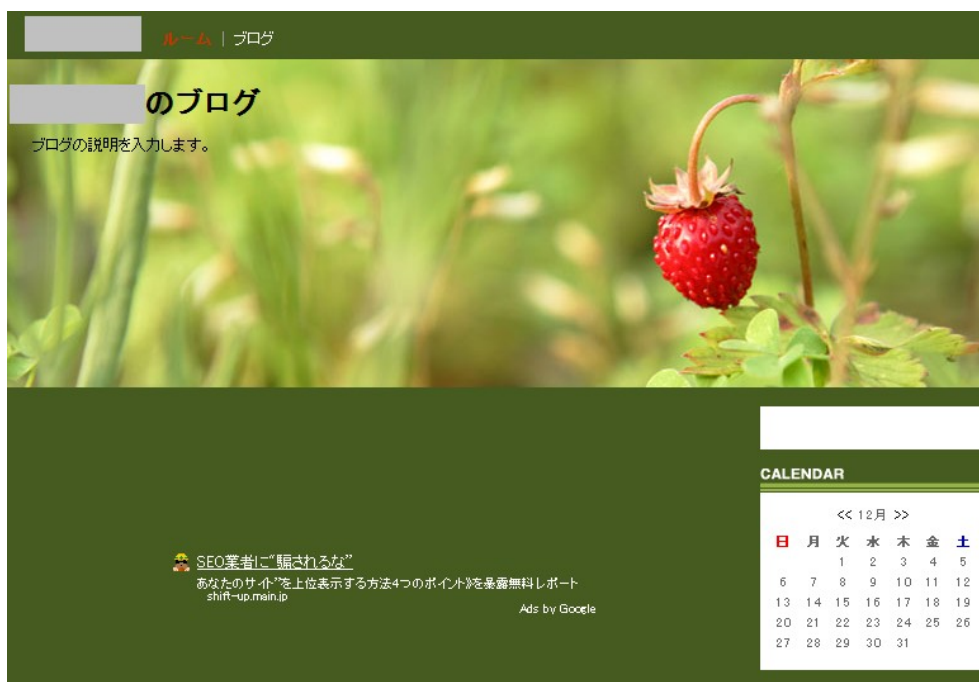 ルーム | ブログ
のブログ
ブログの説明を入力します。
CALENDAR
<< 12月 >>
日 月 火 水 木 金 土
1 2 3 4 5
6 7 8 9 10 11 12
13 14 15 16 17 18 19
20 21 22 23 24 25 26
27 28 29 30 31
SEO業者に“騙されるな”
あなたのサイト”を上位表示する方法4つのポイント》を暴露無料レポート
shift-up.main.jp
Ads by Google